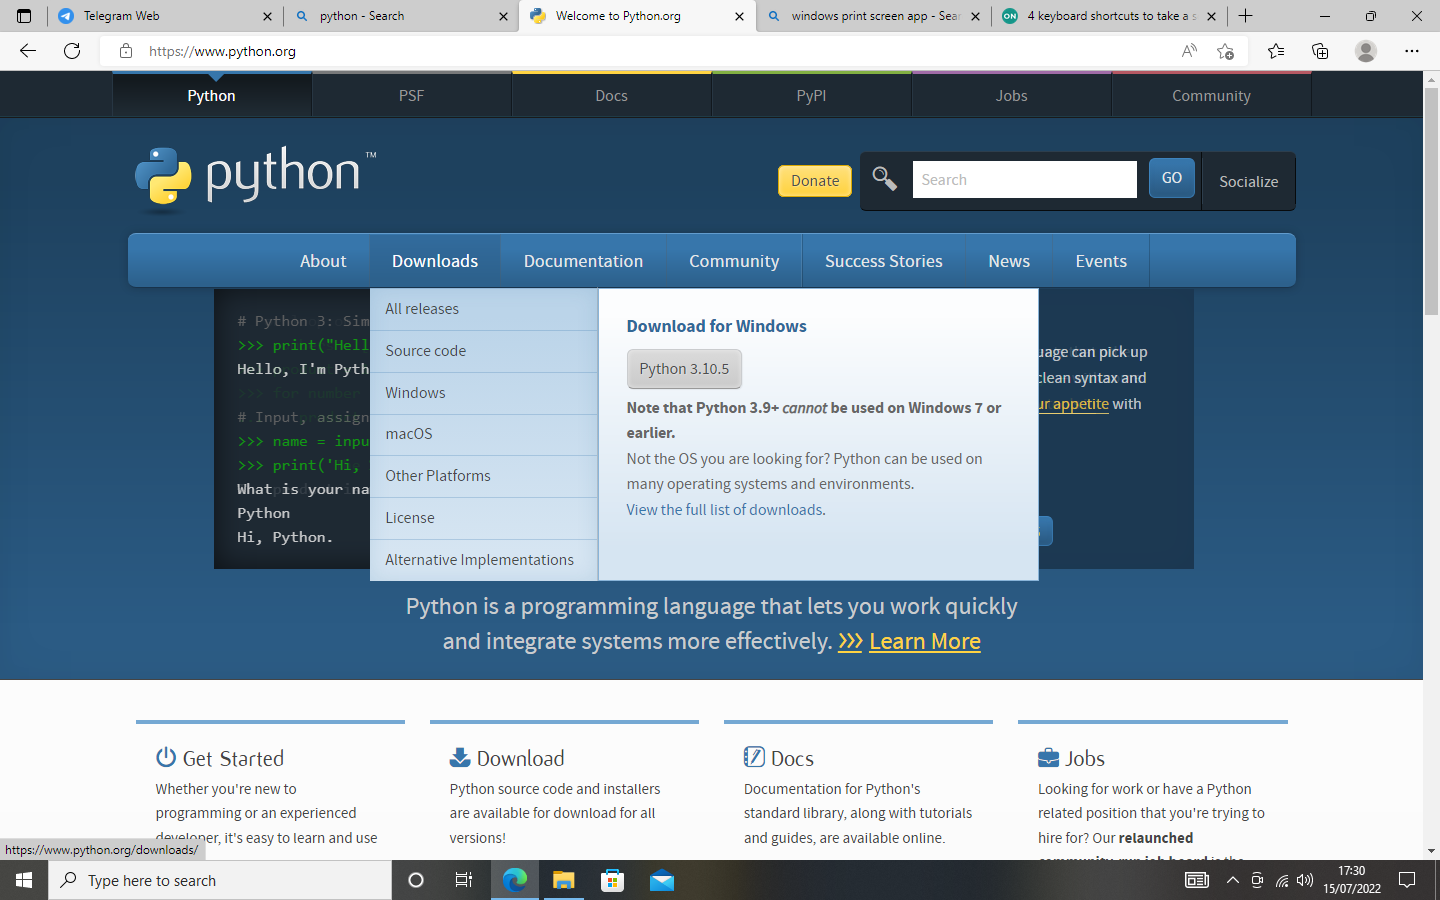 Telegram Web
python - Search
Welcome to Python.org
windows print screen app - Sear
4 keyboard shortcuts to take a s
https://www.python.org
Python
PSF
Docs
PyPI
Jobs
Community
python™
Donate
Search
GO
Socialize
About
Downloads
Documentation
Community
Success Stories
News
Events
# Python 3: Sim
>>> print("Hell
Hello, I'm Pyth
# Input, assign
>>> name = inpu
>>> print('Hi,
What is your na
Python
Hi, Python.
All releases
Source code
Windows
macOS
Other Platforms
License
Alternative Implementations
Download for Windows
Python 3.10.5
Note that Python 3.9+ cannot be used on Windows 7 or
earlier.
Not the OS you are looking for? Python can be used on
many operating systems and environments.
View the full list of downloads.
uage can pick up
clean syntax and
ur appetite with
Python is a programming language that lets you work quickly
and integrate systems more effectively. >>> Learn More
Get Started
Whether you're new to
programming or an experienced
developer, it's easy to learn and use
Download
Python source code and installers
are available for download for all
versions!
Docs
Documentation for Python's
standard library, along with tutorials
and guides, are available online.
Jobs
Looking for work or have a Python
related position that you're trying to
hire for? Our relaunched
community-run job board is the
https://www.python.org/downloads/
Type here to search
17:30
15/07/2022